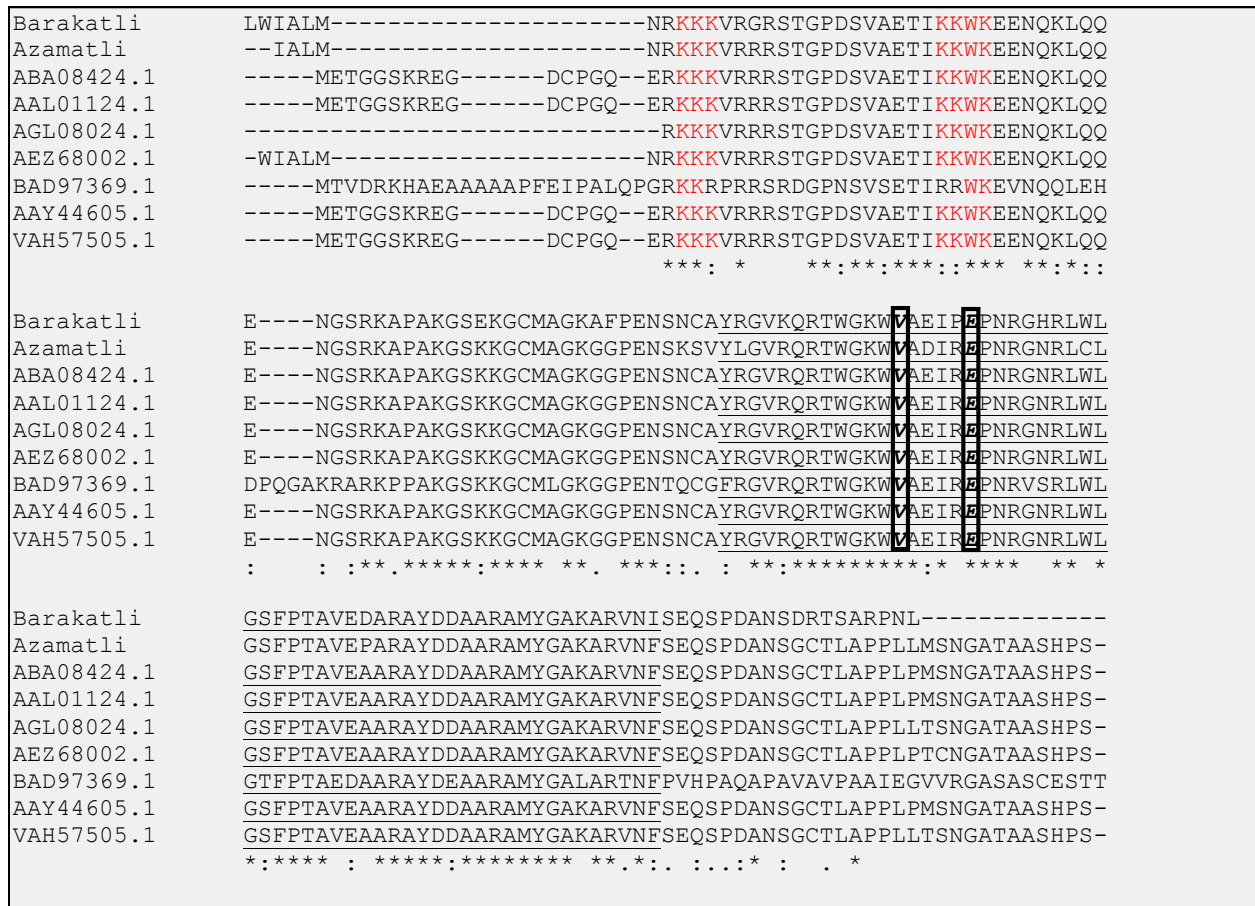 Barakatli LWIALM----------------------NRKKKVRGRSTGPDSVAETIKKWKEENQKLQQ
Azamatli --IALM----------------------NRKKKVRRRSTGPDSVAETIKKWKEENQKLQQ
ABA08424.1 -----METGGSKREG------DCPGQ--ERKKKVRRRSTGPDSVAETIKKWKEENQKLQQ
AAL01124.1 -----METGGSKREG------DCPGQ--ERKKKVRRRSTGPDSVAETIKKWKEENQKLQQ
AGL08024.1 -----------------------------RKKKVRRRSTGPDSVAETIKKWKEENQKLQQ
AEZ68002.1 -WIALM----------------------NRKKKVRRRSTGPDSVAETIKKWKEENQKLQQ
BAD97369.1 -----MTVDRKHAEAAAAAPFEIPALQPGRKKRPRRSRDGPNSVSETIRRWKEVNQQLEH
AAY44605.1 -----METGGSKREG------DCPGQ--ERKKKVRRRSTGPDSVAETIKKWKEENQKLQQ
VAH57505.1 -----METGGSKREG------DCPGQ--ERKKKVRRRSTGPDSVAETIKKWKEENQKLQQ
***: *    **:**:***::*** **:*::
Barakatli E----NGSRKAPAKGSEKGCMAGKAFPENSNCAYRGVKQRTWGKWVAEIPEPNRGHRLWL
Azamatli E----NGSRKAPAKGSKKGCMAGKGGPENSKSVYLGVRQRTWGKWVADIREPNRGNRLCL
ABA08424.1 E----NGSRKAPAKGSKKGCMAGKGGPENSNCAYRGVRQRTWGKWVAEIREPNRGNRLWL
AAL01124.1 E----NGSRKAPAKGSKKGCMAGKGGPENSNCAYRGVRQRTWGKWVAEIREPNRGNRLWL
AGL08024.1 E----NGSRKAPAKGSKKGCMAGKGGPENSNCAYRGVRQRTWGKWVAEIREPNRGNRLWL
AEZ68002.1 E----NGSRKAPAKGSKKGCMAGKGGPENSNCAYRGVRQRTWGKWVAEIREPNRGNRLWL
BAD97369.1 DPQGAKRARKPPAKGSKKGCMLGKGGPENTQCGFRGVRQRTWGKWVAEIREPNRVSRLWL
AAY44605.1 E----NGSRKAPAKGSKKGCMAGKGGPENSNCAYRGVRQRTWGKWVAEIREPNRGNRLWL
VAH57505.1 E----NGSRKAPAKGSKKGCMAGKGGPENSNCAYRGVRQRTWGKWVAEIREPNRGNRLWL
:    : :**.*****:**** **. ***::. : **:*********:* ****  ** *
Barakatli GSFPTAVEDARAYDDAARAMYGAKARVNISEQSPDANSDRTSARPNL-------------
Azamatli GSFPTAVEPARAYDDAARAMYGAKARVNFSEQSPDANSGCTLAPPLLMSNGATAASHPS-
ABA08424.1 GSFPTAVEAARAYDDAARAMYGAKARVNFSEQSPDANSGCTLAPPLPMSNGATAASHPS-
AAL01124.1 GSFPTAVEAARAYDDAARAMYGAKARVNFSEQSPDANSGCTLAPPLPMSNGATAASHPS-
AGL08024.1 GSFPTAVEAARAYDDAARAMYGAKARVNFSEQSPDANSGCTLAPPLLTSNGATAASHPS-
AEZ68002.1 GSFPTAVEAARAYDDAARAMYGAKARVNFSEQSPDANSGCTLAPPLPTCNGATAASHPS-
BAD97369.1 GTFPTAEDAARAYDEAARAMYGALARTNFPVHPAQAPAVAVPAAIEGVVRGASASCESTT
AAY44605.1 GSFPTAVEAARAYDDAARAMYGAKARVNFSEQSPDANSGCTLAPPLPMSNGATAASHPS-
VAH57505.1 GSFPTAVEAARAYDDAARAMYGAKARVNFSEQSPDANSGCTLAPPLLTSNGATAASHPS-
*:**** : *****:******** **.*:. :..:* :  . *